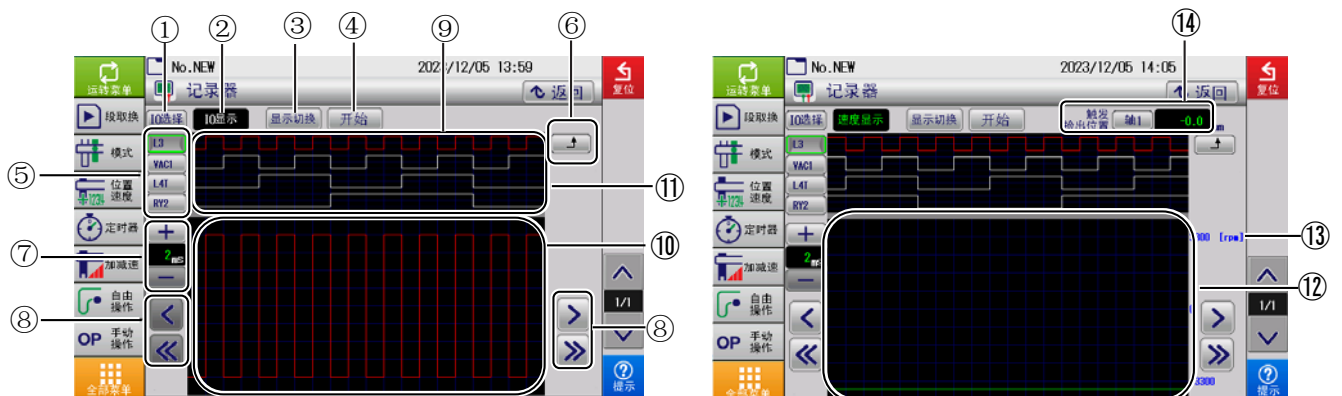 ① ② ③ ④ ⑨ ⑥
No.NEW 2023/12/05 13:59
运转菜单 记录器 返回 复位
段取换 IO选择 IO显示 显示切换 开始
模式 L3
VAC1
⑤ 位置速度 L4T ⑪
RY2
定时器 +
⑦ 2mS ⑩
加减速 −
自由操作 1/1
⑧ ⑧
OP 手动操作
全部菜单 提示
⑭
No.NEW 2023/12/05 14:05
运转菜单 记录器 返回 复位
段取换 IO选择 速度显示 显示切换 开始 触发 轴1 -0.0
模式 L3
VAC1
位置速度 L4T
RY2
定时器 + [rpm] ⑬
2mS
加减速 −
⑫
自由操作 1/1
OP 手动操作
全部菜单 提示